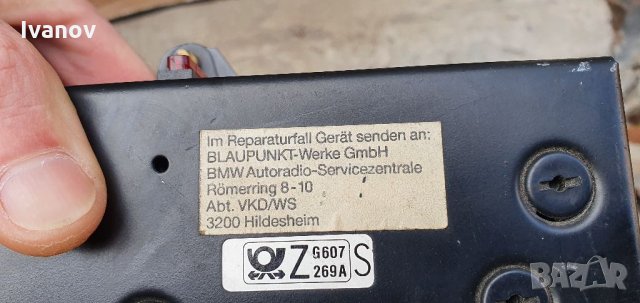 Ivanov
Im Reparaturfall Gerät senden an:
BLAUPUNKT-Werke GmbH
BMW Autoradio-Servicezentrale
Römerring 8-10
Abt. VKD/WS
3200 Hildesheim
Z G607 S
269A
BAZAR